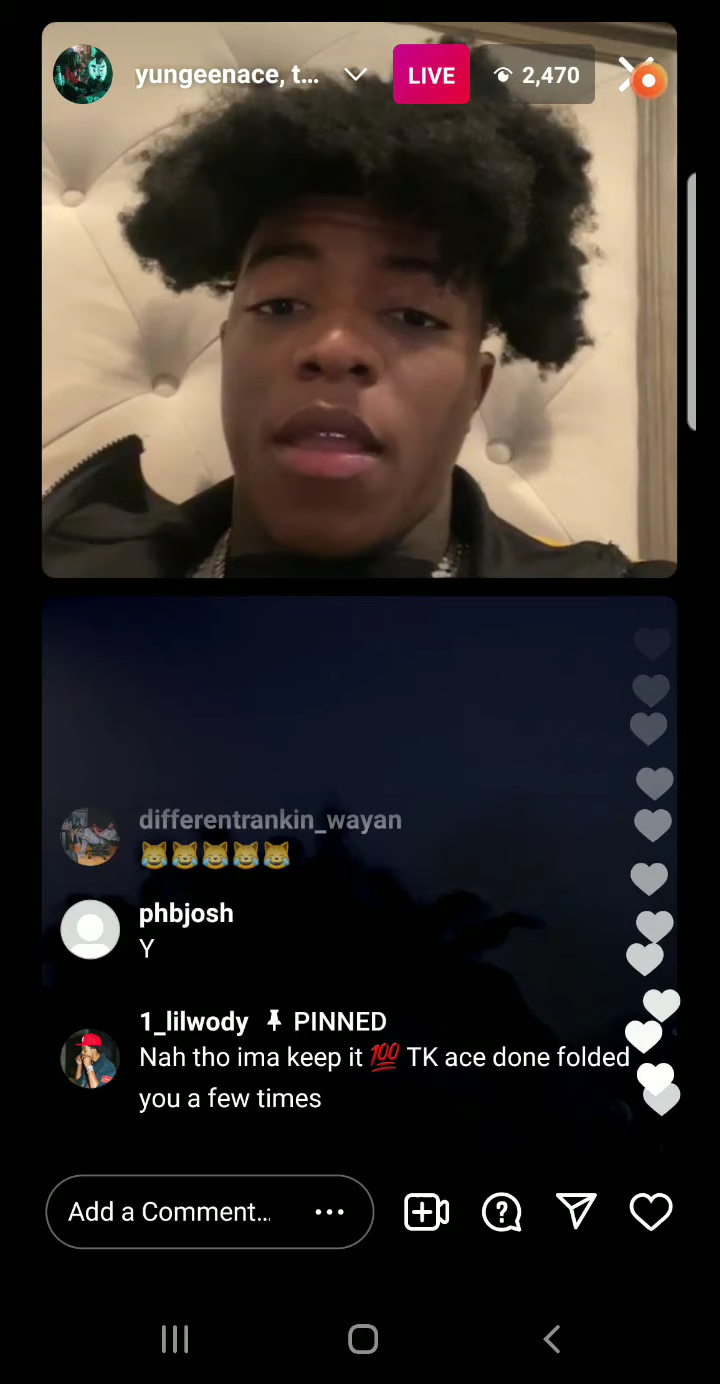 yungeenace, t...
LIVE
2,470
differentrankin_wayan
😹😹😹😹😹
phbjosh
Y
1_lilwody PINNED
Nah tho ima keep it 💯 TK ace done folded
you a few times
Add a Comment...